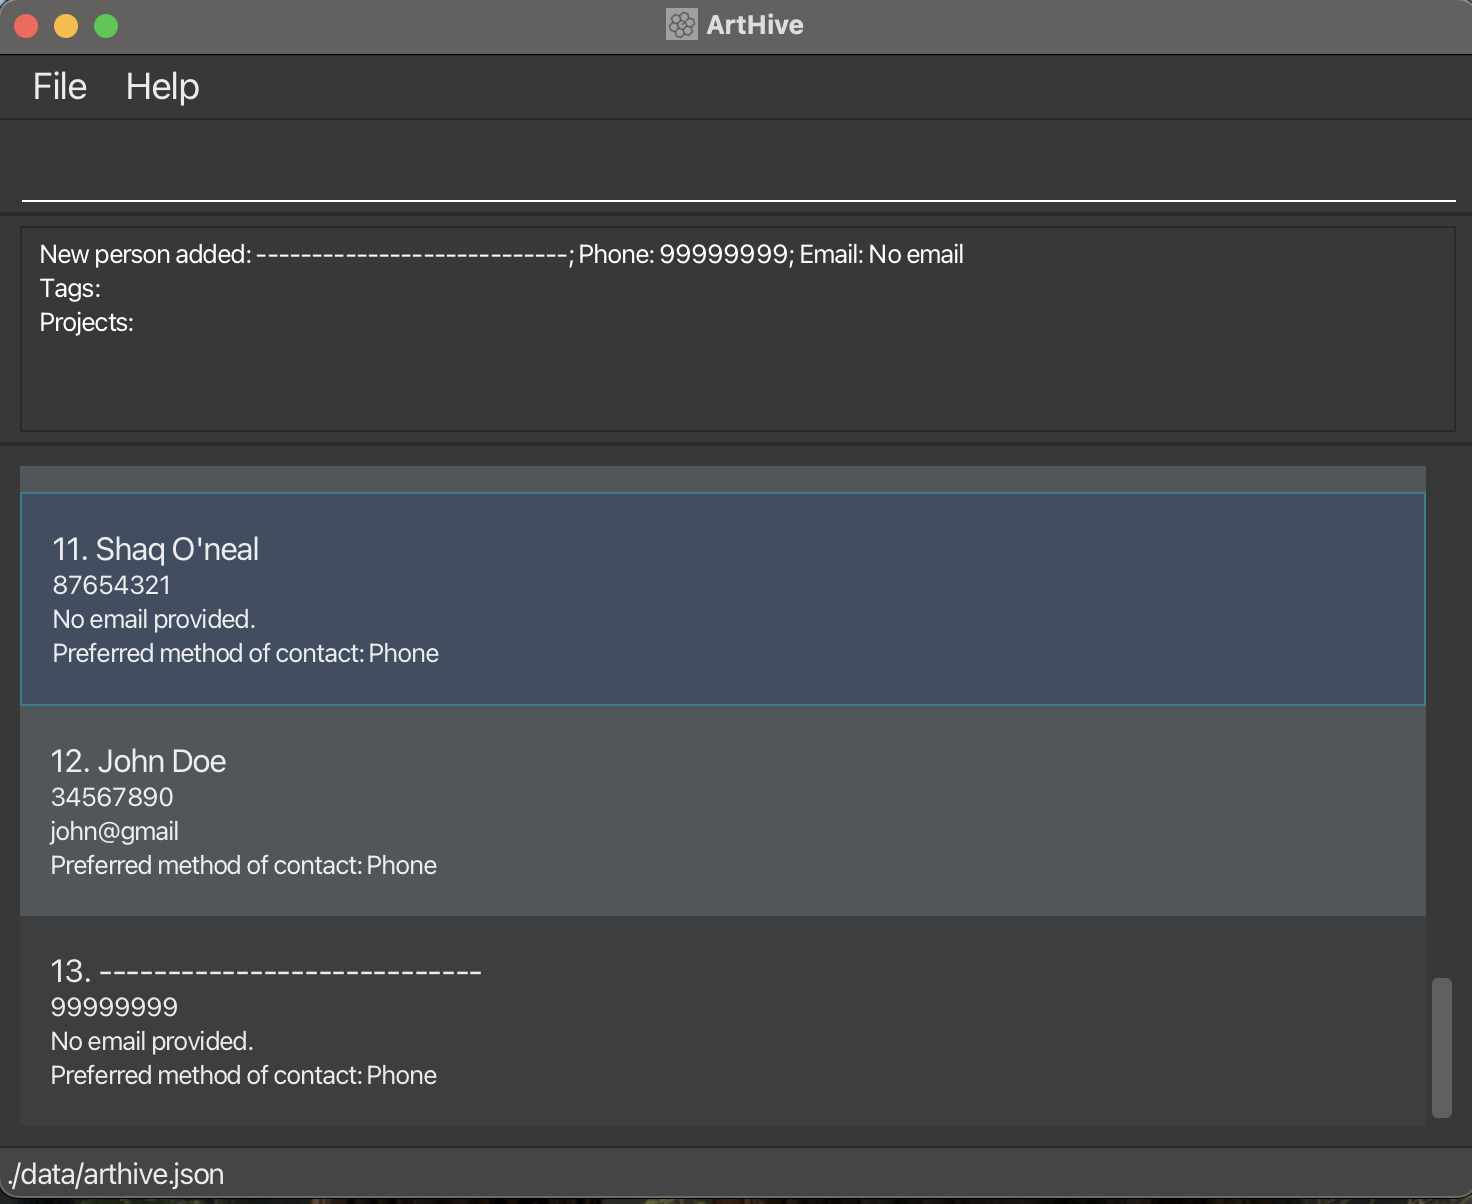 ArtHive
File Help
New person added: ----------------------------; Phone: 99999999; Email: No email
Tags:
Projects:
11. Shaq O'neal
87654321
No email provided.
Preferred method of contact: Phone
12. John Doe
34567890
john@gmail
Preferred method of contact: Phone
13. ----------------------------
99999999
No email provided.
Preferred method of contact: Phone
./data/arthive.json